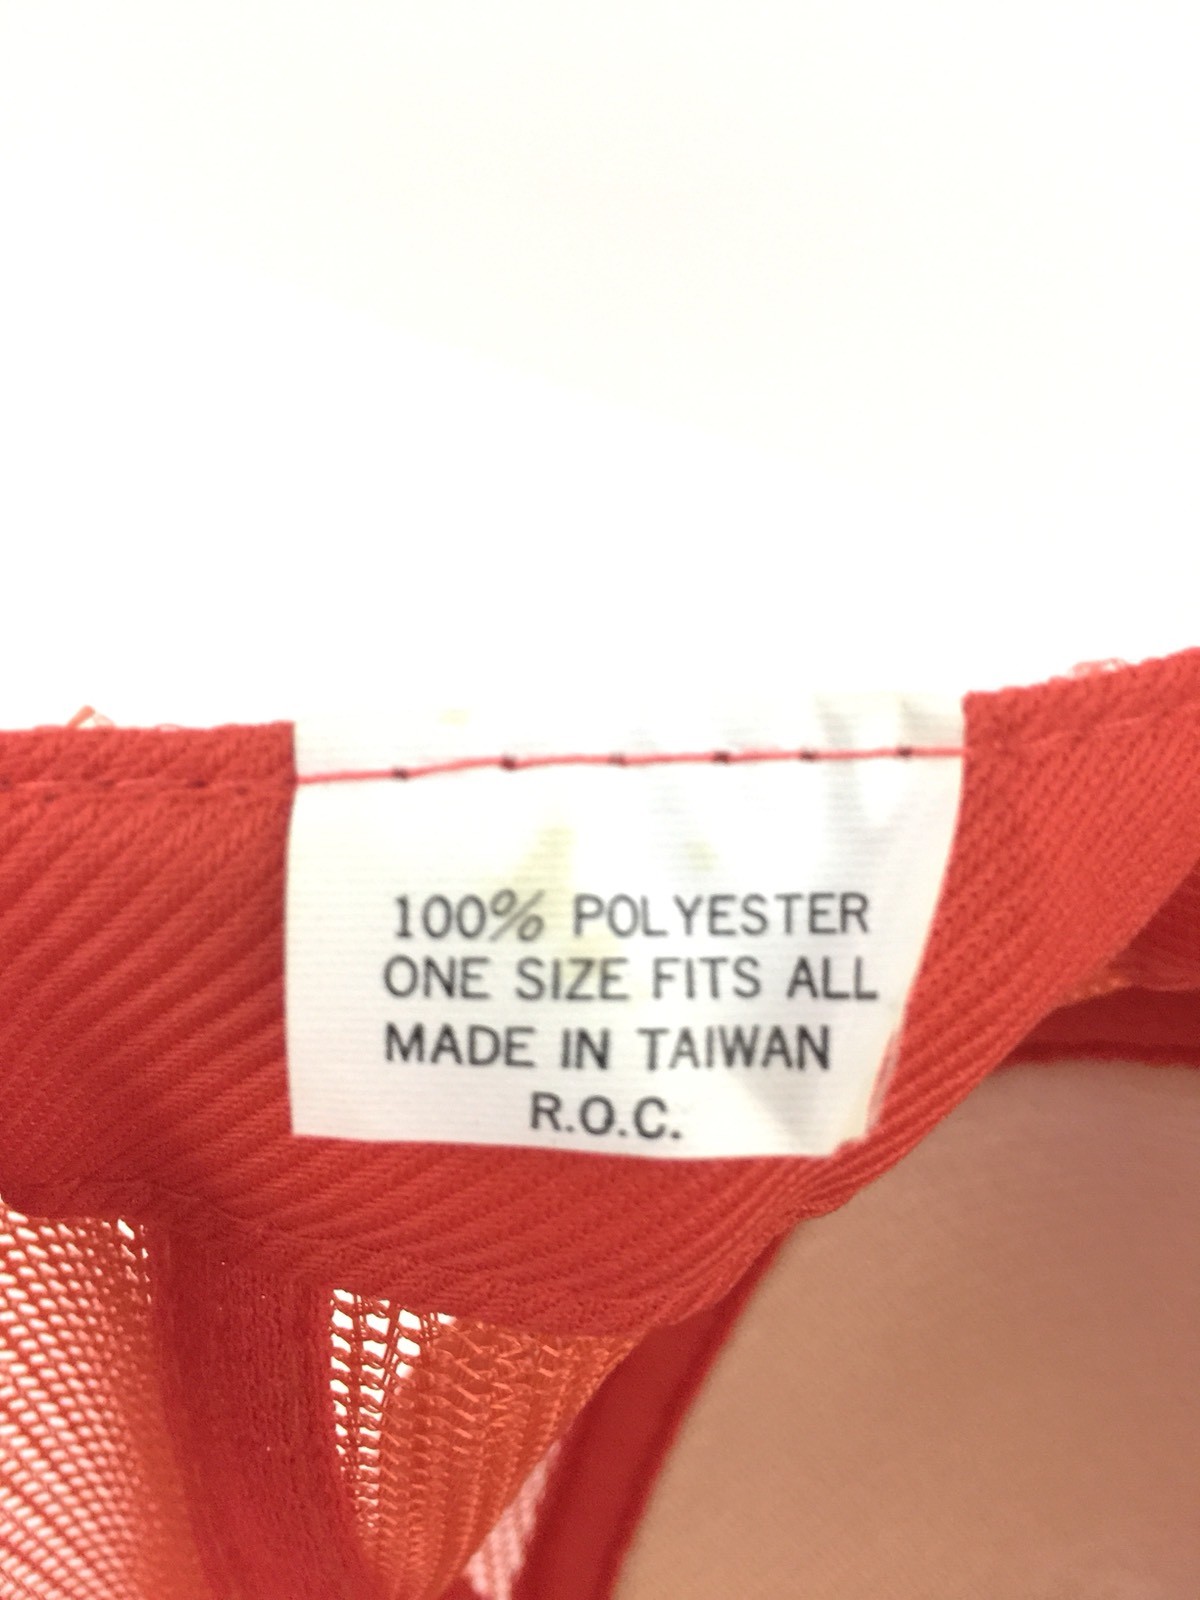 100% POLYESTER
ONE SIZE FITS ALL
MADE IN TAIWAN
R.O.C.